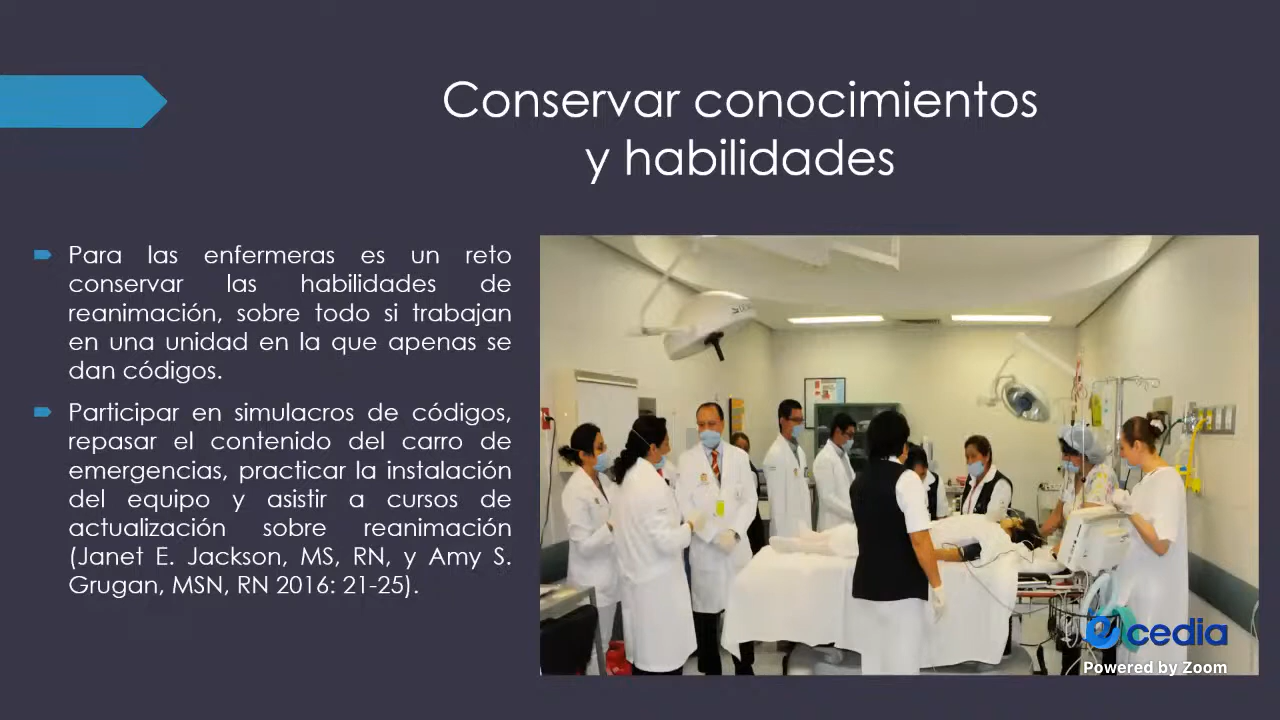 Conservar conocimientos
y habilidades
Para las enfermeras es un reto
conservar las habilidades de
reanimación, sobre todo si trabajan
en una unidad en la que apenas se
dan códigos.
Participar en simulacros de códigos,
repasar el contenido del carro de
emergencias, practicar la instalación
del equipo y asistir a cursos de
actualización sobre reanimación
(Janet E. Jackson, MS, RN, y Amy S.
Grugan, MSN, RN 2016: 21-25).
cedia
Powered by Zoom